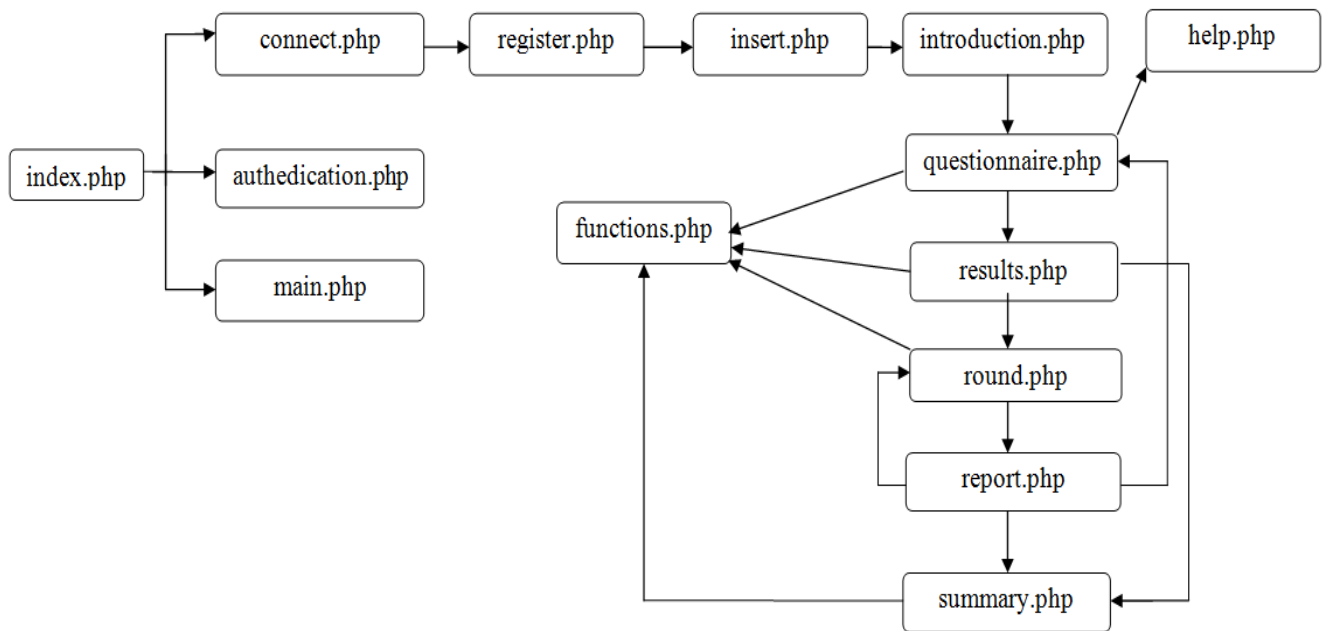 connect.php
register.php
insert.php
introduction.php
help.php
index.php
authedication.php
questionnaire.php
functions.php
main.php
results.php
round.php
report.php
summary.php